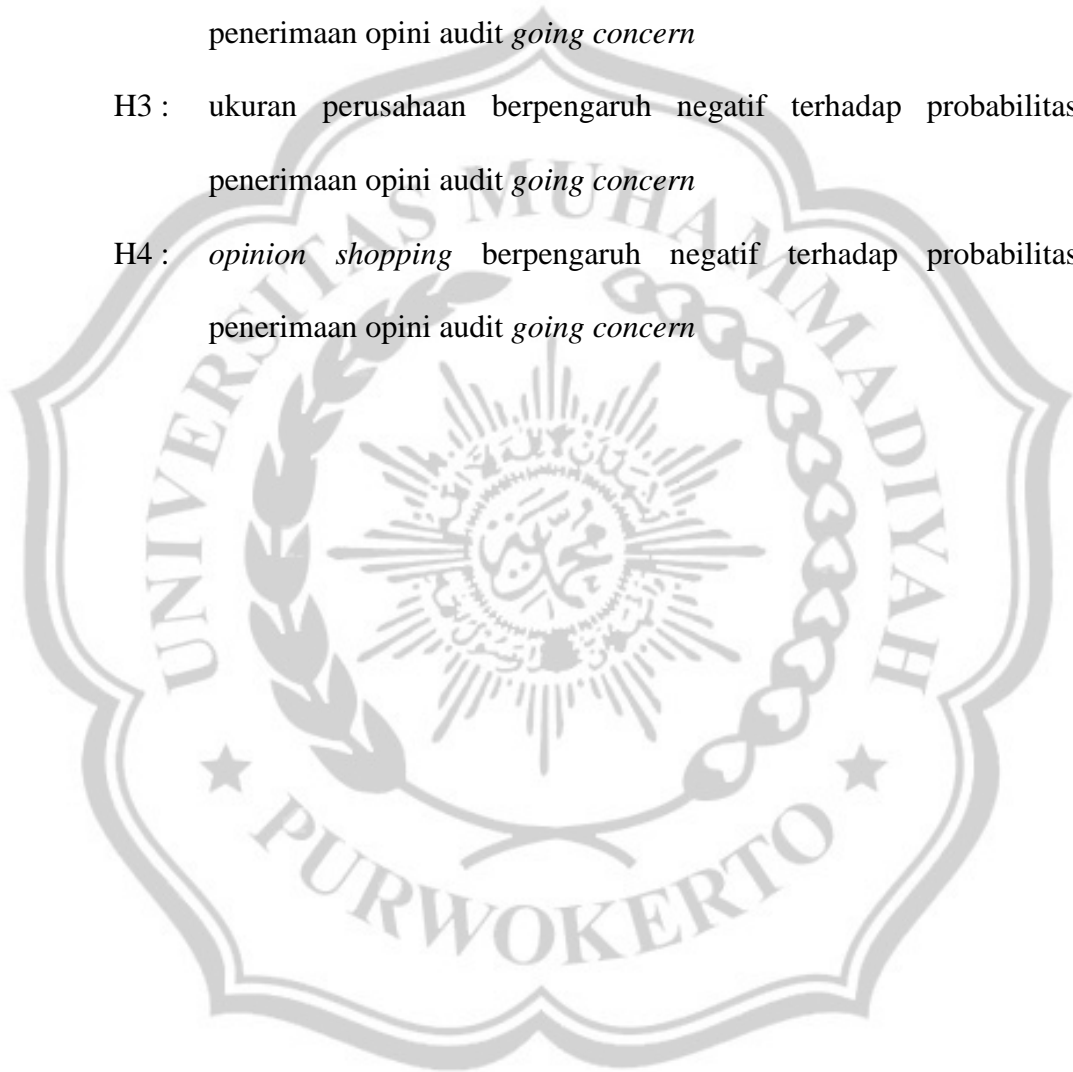 penerimaan opini audit going concern
H3 : ukuran perusahaan berpengaruh negatif terhadap probabilitas
penerimaan opini audit going concern
H4 : opinion shopping berpengaruh negatif terhadap probabilitas
penerimaan opini audit going concern
UNIVERSITAS MUHAMMADIYAH
PURWOKERTO